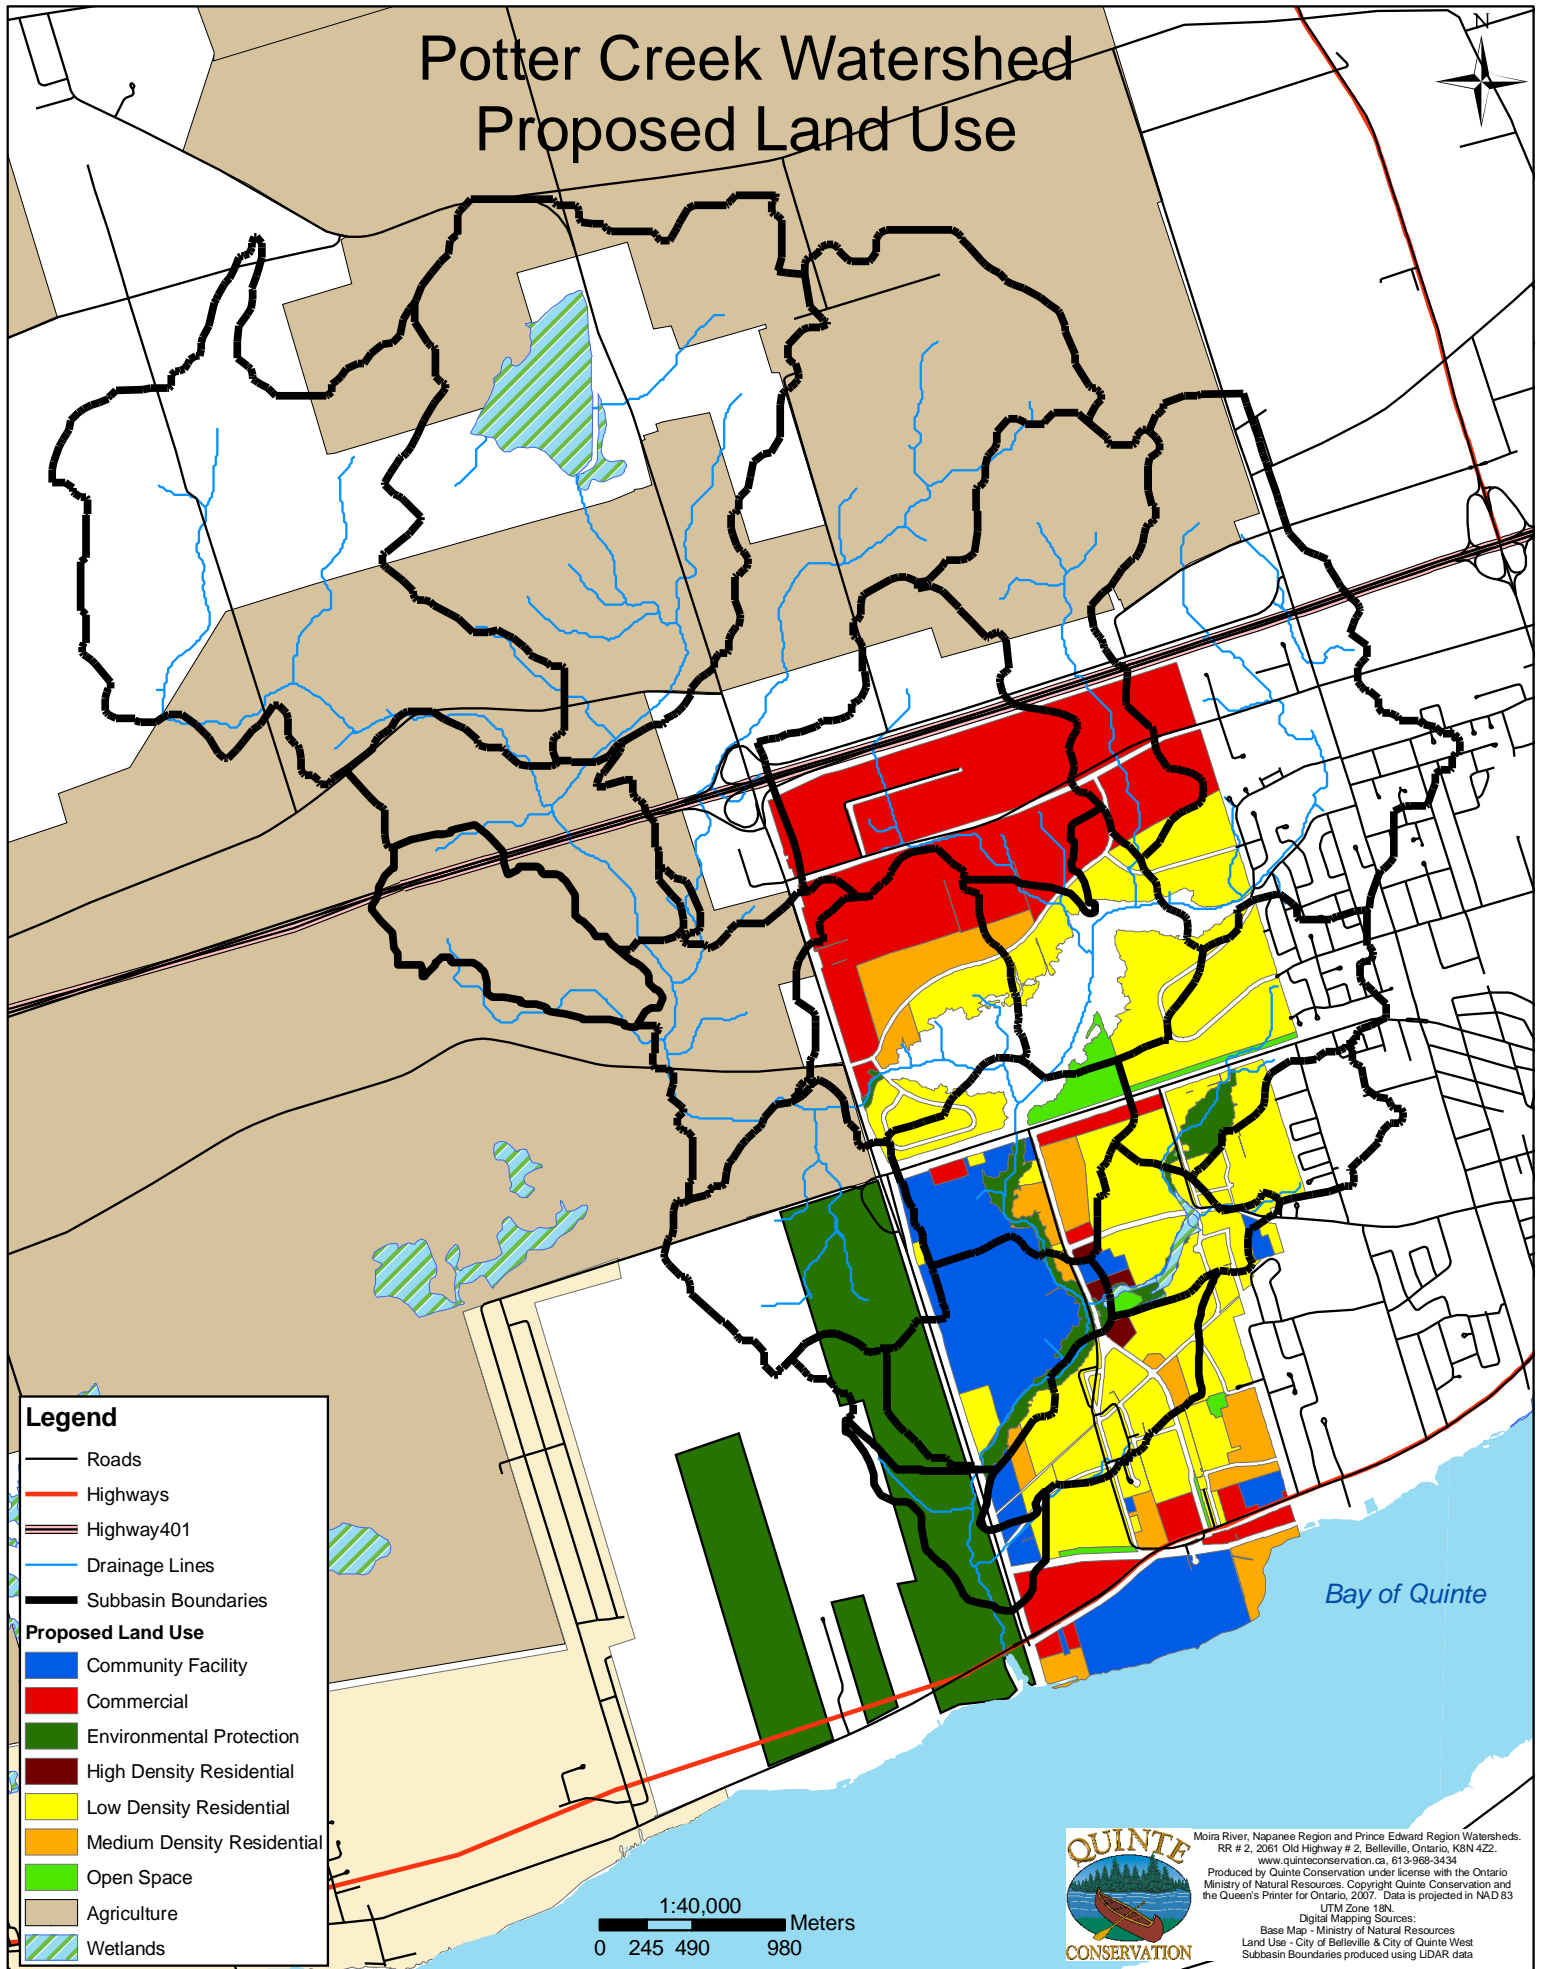 Potter Creek Watershed
Proposed Land Use
N
Bay of Quinte
Legend
Roads
Highways
Highway401
Drainage Lines
Subbasin Boundaries
Proposed Land Use
Community Facility
Commercial
Environmental Protection
High Density Residential
Low Density Residential
Medium Density Residential
Open Space
Agriculture
Wetlands
1:40,000
Meters
0 245 490 980
QUINTE
CONSERVATION
Moira River, Napanee Region and Prince Edward Region Watersheds.
RR # 2, 2061 Old Highway # 2, Belleville, Ontario, K8N 4Z2.
www.quinteconservation.ca, 613-968-3434
Produced by Quinte Conservation under license with the Ontario
Ministry of Natural Resources. Copyright Quinte Conservation and
the Queen's Printer for Ontario, 2007. Data is projected in NAD 83
UTM Zone 18N.
Digital Mapping Sources:
Base Map - Ministry of Natural Resources
Land Use - City of Belleville & City of Quinte West
Subbasin Boundaries produced using LiDAR data